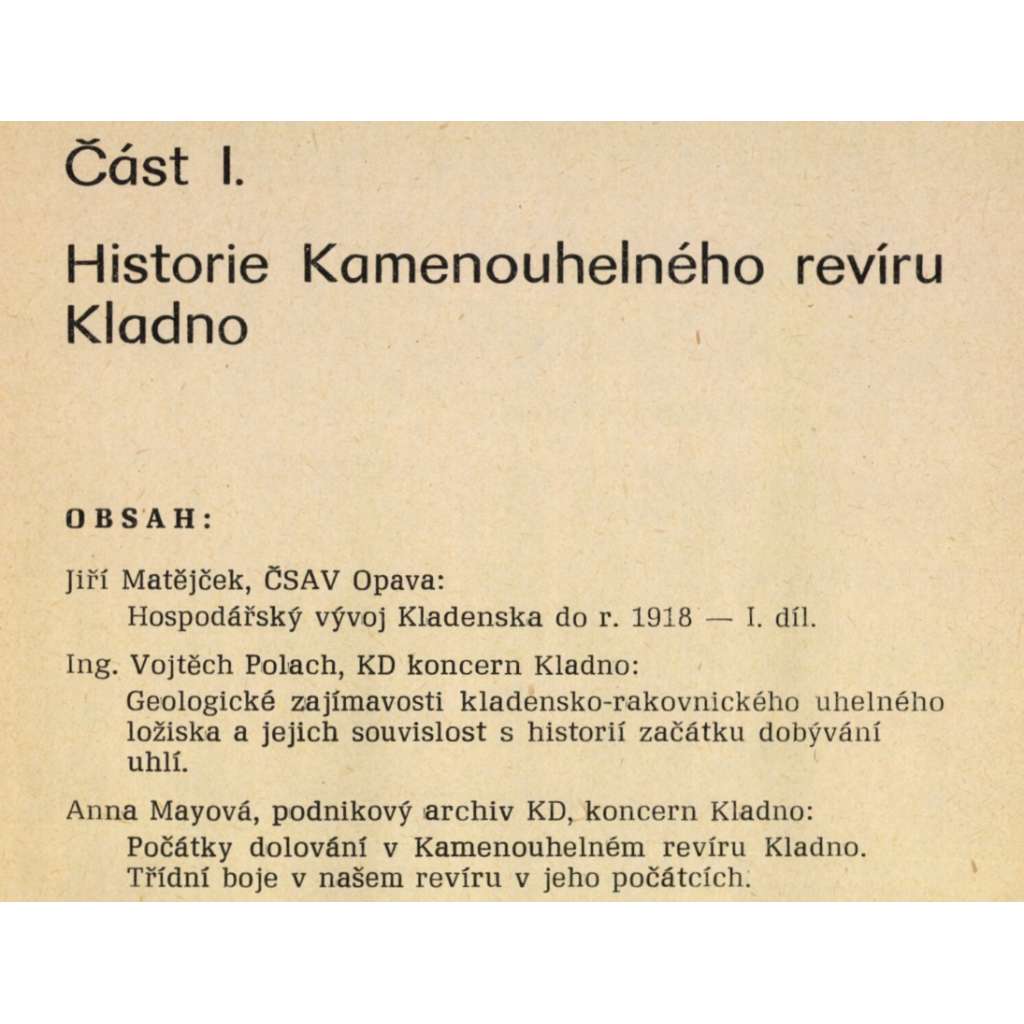 Část I.
Historie Kamenouhelného revíru
Kladno
OBSAH:
Jiří Matějček, ČSAV Opava:
Hospodářský vývoj Kladenska do r. 1918 — I. díl.
Ing. Vojtěch Polach, KD koncern Kladno:
Geologické zajímavosti kladensko-rakovnického uhelného
ložiska a jejich souvislost s historií začátku dobývání
uhlí.
Anna Mayová, podnikový archiv KD, koncern Kladno:
Počátky dolování v Kamenouhelném revíru Kladno.
Třídní boje v našem revíru v jeho počátcích.